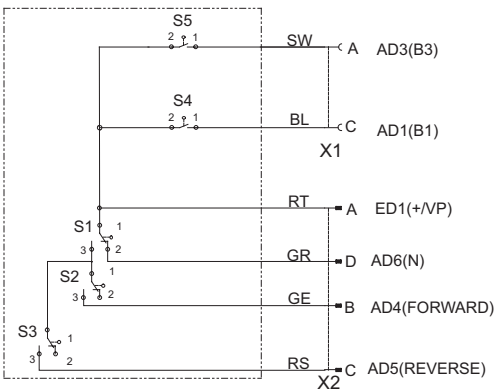 S5
2 1
SW
A AD3(B3)
S4
2 1
BL
C AD1(B1)
X1
RT
A ED1(+/VP)
S1
1
3 2
GR
D AD6(N)
S2
1
3 2
GE
B AD4(FORWARD)
S3
1
3 2
RS
C AD5(REVERSE)
X2